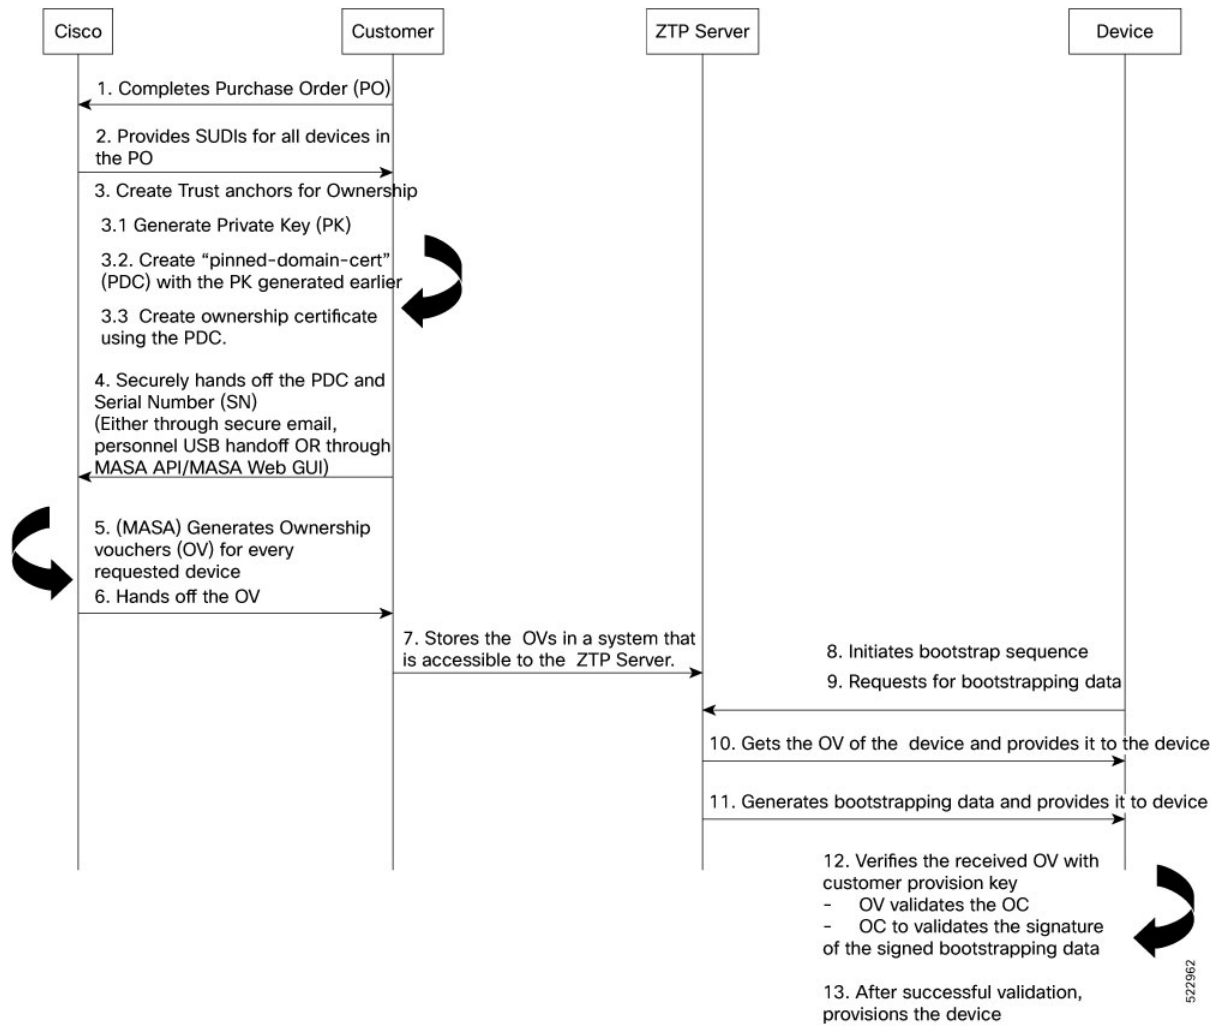 Cisco
Customer
ZTP Server
Device
1. Completes Purchase Order (PO)
2. Provides SUDIs for all devices in
the PO
3. Create Trust anchors for Ownership
3.1 Generate Private Key (PK)
3.2. Create “pinned-domain-cert”
(PDC) with the PK generated earlier
3.3 Create ownership certificate
using the PDC.
4. Securely hands off the PDC and
Serial Number (SN)
(Either through secure email,
personnel USB handoff OR through
MASA API/MASA Web GUI)
5. (MASA) Generates Ownership
vouchers (OV) for every
requested device
6. Hands off the OV
7. Stores the OVs in a system that
is accessible to the ZTP Server.
8. Initiates bootstrap sequence
9. Requests for bootstrapping data
10. Gets the OV of the device and provides it to the device
11. Generates bootstrapping data and provides it to device
12. Verifies the received OV with
customer provision key
- OV validates the OC
- OC to validates the signature
of the signed bootstrapping data
13. After successful validation,
provisions the device
522962